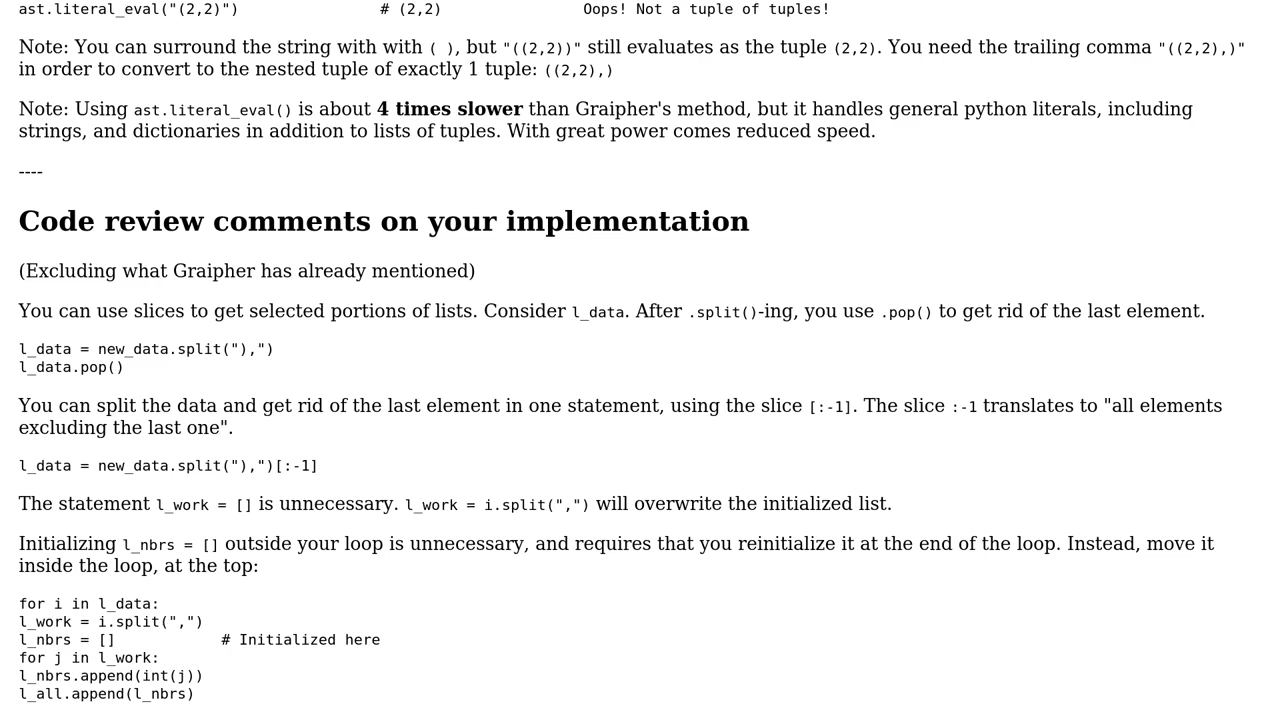 ast.literal_eval("(2,2)")                # (2,2)                Oops! Not a tuple of tuples!
Note: You can surround the string with with ( ), but "((2,2))" still evaluates as the tuple (2,2). You need the trailing comma "((2,2),)"
in order to convert to the nested tuple of exactly 1 tuple: ((2,2),)
Note: Using ast.literal_eval() is about 4 times slower than Graipher's method, but it handles general python literals, including
strings, and dictionaries in addition to lists of tuples. With great power comes reduced speed.
----
Code review comments on your implementation
(Excluding what Graipher has already mentioned)
You can use slices to get selected portions of lists. Consider l_data. After .split()-ing, you use .pop() to get rid of the last element.
l_data = new_data.split("),")
l_data.pop()
You can split the data and get rid of the last element in one statement, using the slice [:-1]. The slice :-1 translates to "all elements
excluding the last one".
l_data = new_data.split("),")[:-1]
The statement l_work = [] is unnecessary. l_work = i.split(",") will overwrite the initialized list.
Initializing l_nbrs = [] outside your loop is unnecessary, and requires that you reinitialize it at the end of the loop. Instead, move it
inside the loop, at the top:
for i in l_data:
l_work = i.split(",")
l_nbrs = []            # Initialized here
for j in l_work:
l_nbrs.append(int(j))
l_all.append(l_nbrs)